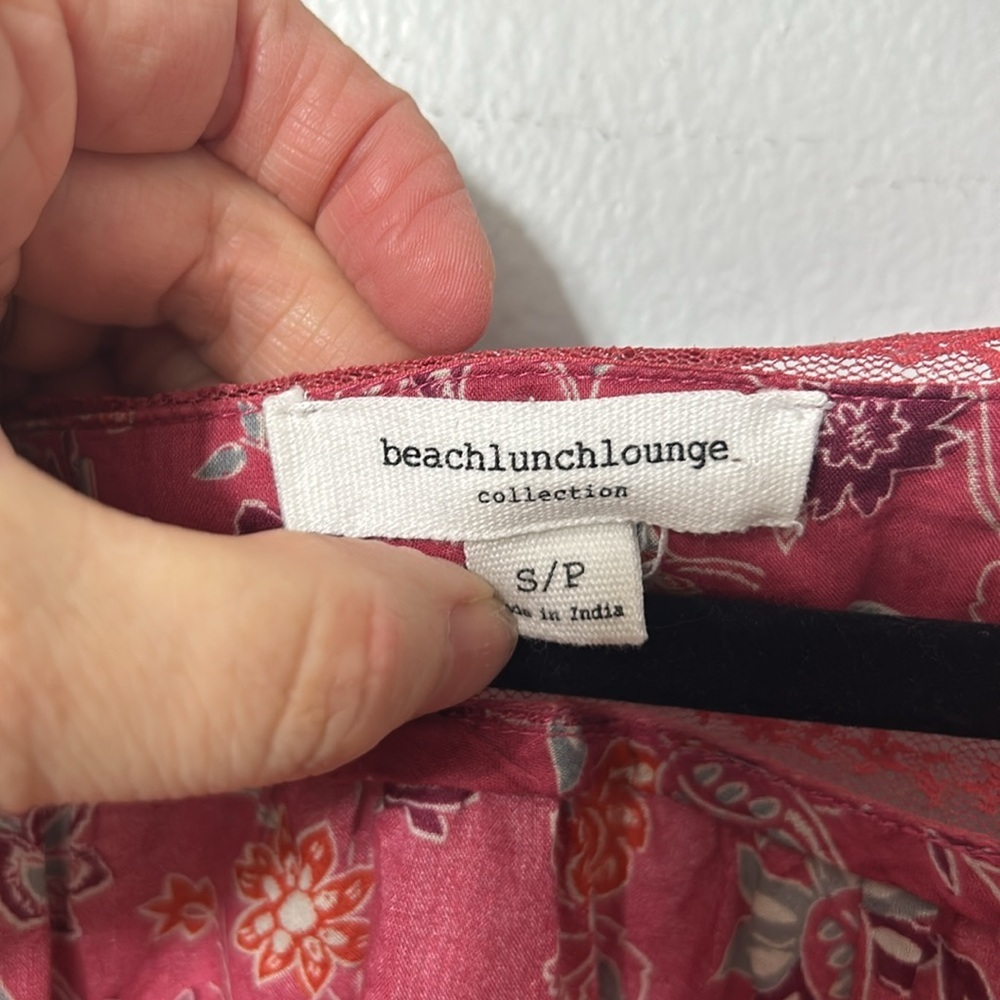 beachlunchlounge
collection
S/P
in India